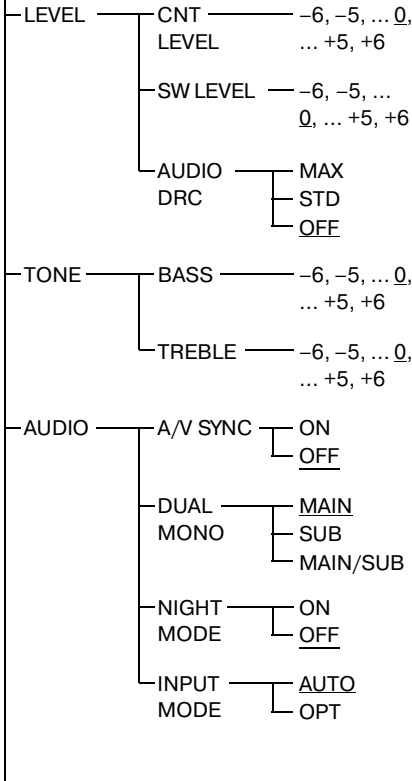 LEVEL CNT LEVEL −6, −5, ... 0, ... +5, +6
SW LEVEL −6, −5, ... 0, ... +5, +6
AUDIO DRC MAX
STD
OFF
TONE BASS −6, −5, ... 0, ... +5, +6
TREBLE −6, −5, ... 0, ... +5, +6
AUDIO A/V SYNC ON
OFF
DUAL MONO MAIN
SUB
MAIN/SUB
NIGHT MODE ON
OFF
INPUT MODE AUTO
OPT